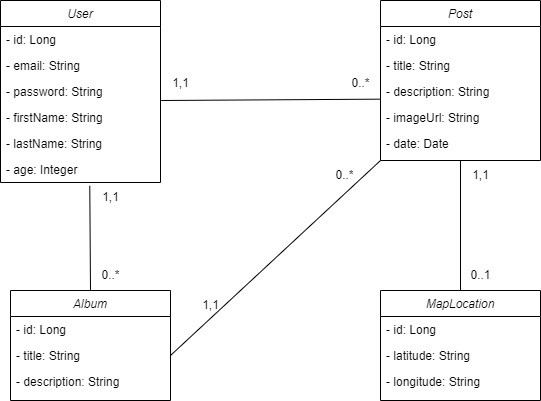 User
- id: Long
- email: String
- password: String
- firstName: String
- lastName: String
- age: Integer
Post
- id: Long
- title: String
- description: String
- imageUrl: String
- date: Date
1,1
0..*
1,1
0..*
0..*
1,1
1,1
0..1
Album
- id: Long
- title: String
- description: String
MapLocation
- id: Long
- latitude: String
- longitude: String